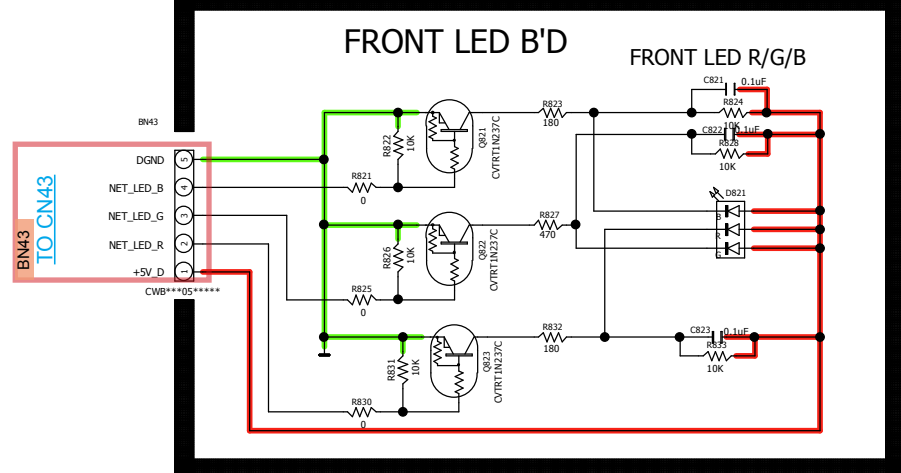 FRONT LED B'D
FRONT LED R/G/B
BN43
DGND
NET_LED_B
NET_LED_G
NET_LED_R
+5V_D
5
4
3
2
1
CWB***05*****
BN43
TO CN43
R822
10K
Q821
CVTRT1N237C
R821
0
R823
180
C821
0.1uF
R824
10K
C822
0.1uF
R828
10K
D821
B
R
G
R826
10K
Q822
CVTRT1N237C
R825
0
R827
470
R831
10K
Q823
CVTRT1N237C
R830
0
R832
180
C823
0.1uF
R833
10K